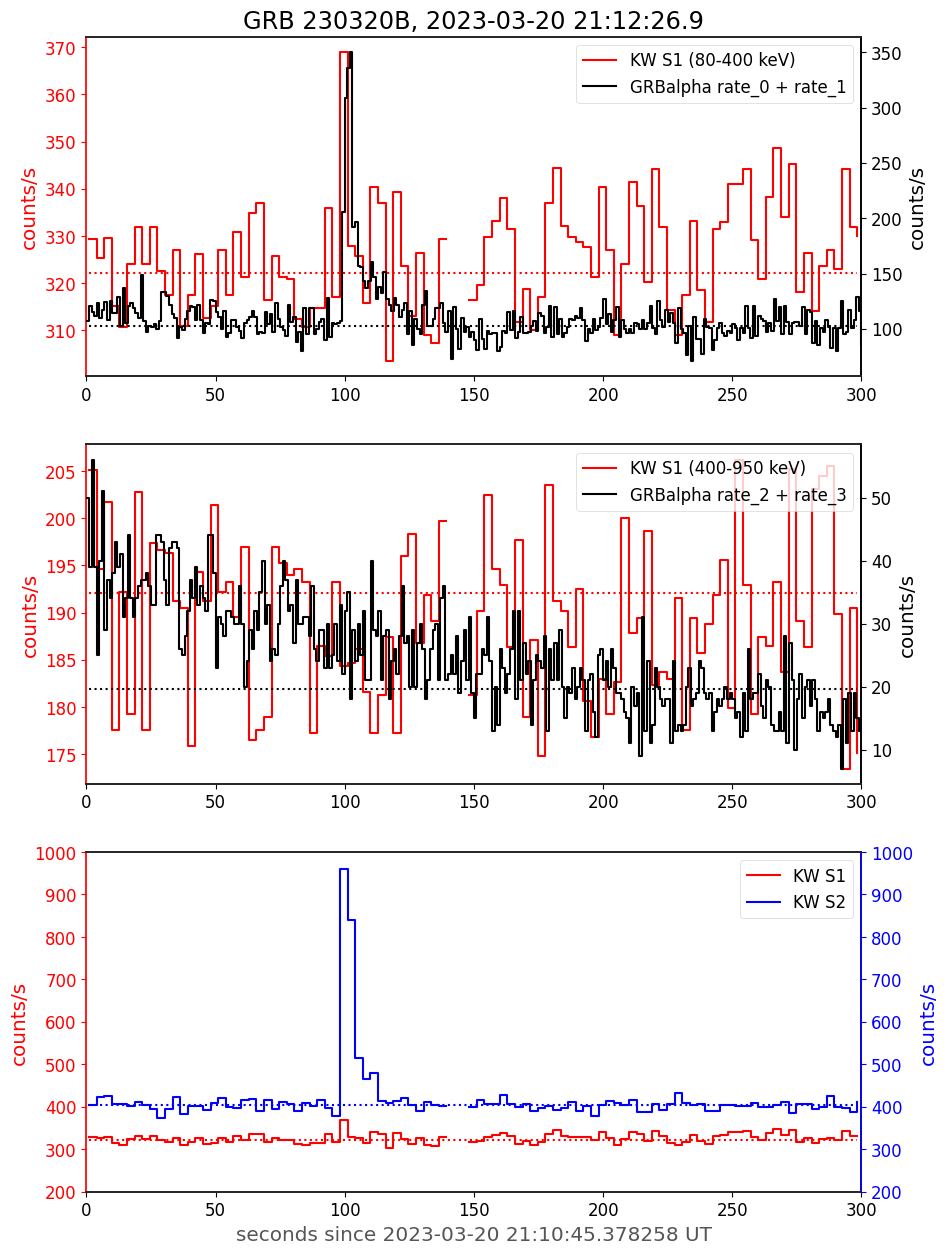 GRB 230320B, 2023-03-20 21:12:26.9
370
360
350
340
330
320
310
counts/s
KW S1 (80-400 keV)
GRBalpha rate_0 + rate_1
350
300
250
200
150
100
counts/s
0 50 100 150 200 250 300
205
200
195
190
185
180
175
counts/s
KW S1 (400-950 keV)
GRBalpha rate_2 + rate_3
50
40
30
20
10
counts/s
0 50 100 150 200 250 300
1000
900
800
700
600
500
400
300
200
counts/s
KW S1
KW S2
1000
900
800
700
600
500
400
300
200
counts/s
0 50 100 150 200 250 300
seconds since 2023-03-20 21:10:45.378258 UT